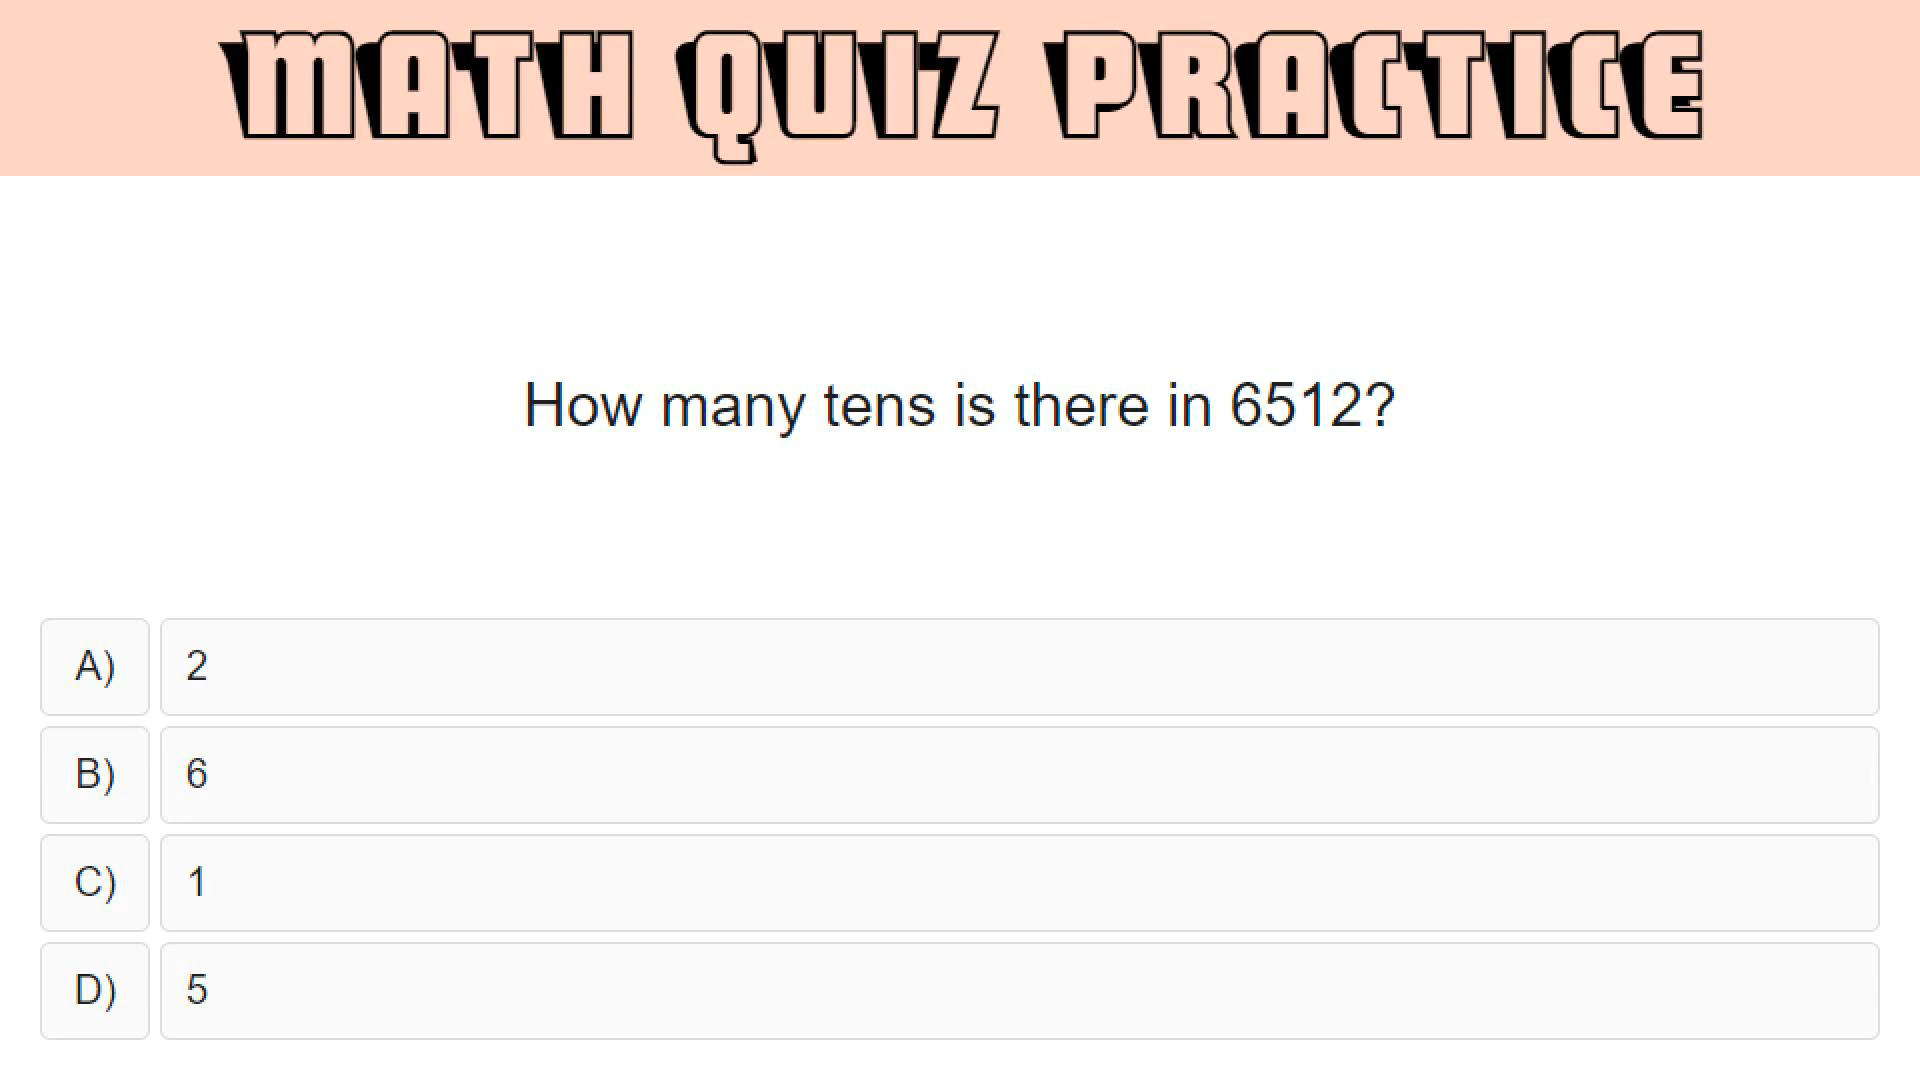 MATH QUIZ PRACTICE
How many tens is there in 6512?
A) 2
B) 6
C) 1
D) 5